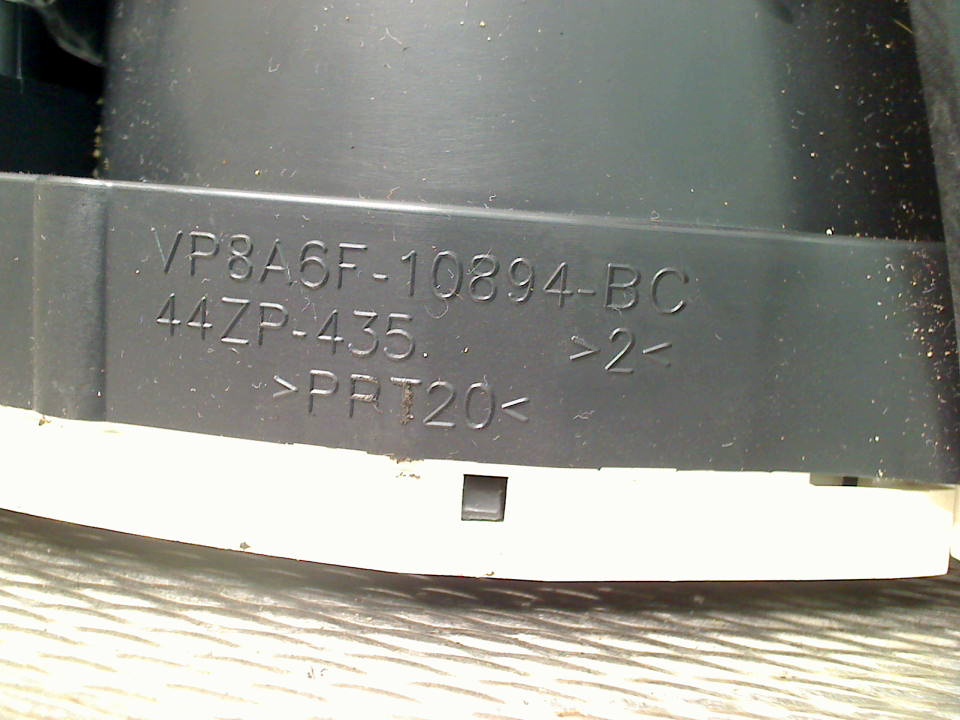 VP8A6F-10894-BC
44ZP-435. >2<
>PRT20<